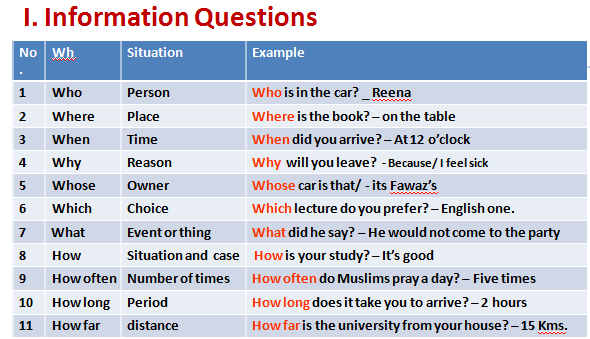 I. Information Questions
No. Wh Situation Example
1 Who Person Who is in the car? _ Reena
2 Where Place Where is the book? – on the table
3 When Time When did you arrive? – At 12 o’clock
4 Why Reason Why will you leave? - Because/ I feel sick
5 Whose Owner Whose car is that/ - its Fawaz’s
6 Which Choice Which lecture do you prefer? – English one.
7 What Event or thing What did he say? – He would not come to the party
8 How Situation and case How is your study? – It’s good
9 How often Number of times How often do Muslims pray a day? – Five times
10 How long Period How long does it take you to arrive? – 2 hours
11 How far distance How far is the university from your house? – 15 Kms.